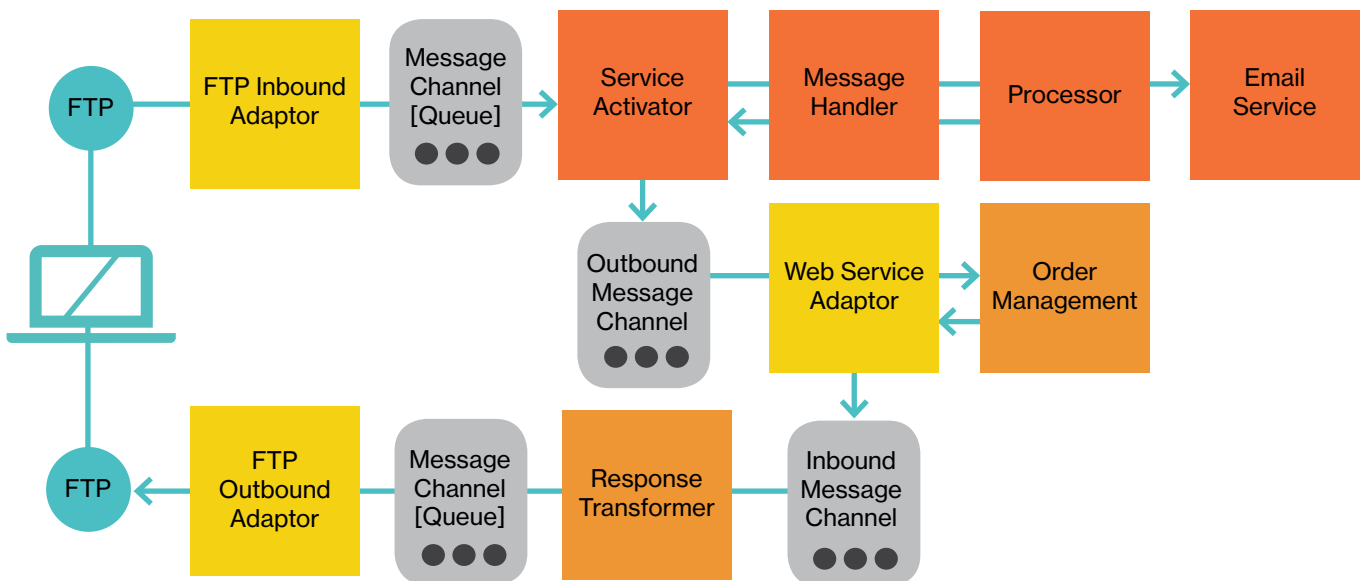 FTP
FTP Inbound
Adaptor
Message
Channel
[Queue]
Service
Activator
Message
Handler
Processor
Email
Service
Outbound
Message
Channel
Web Service
Adaptor
Order
Management
FTP
FTP
Outbound
Adaptor
Message
Channel
[Queue]
Response
Transformer
Inbound
Message
Channel